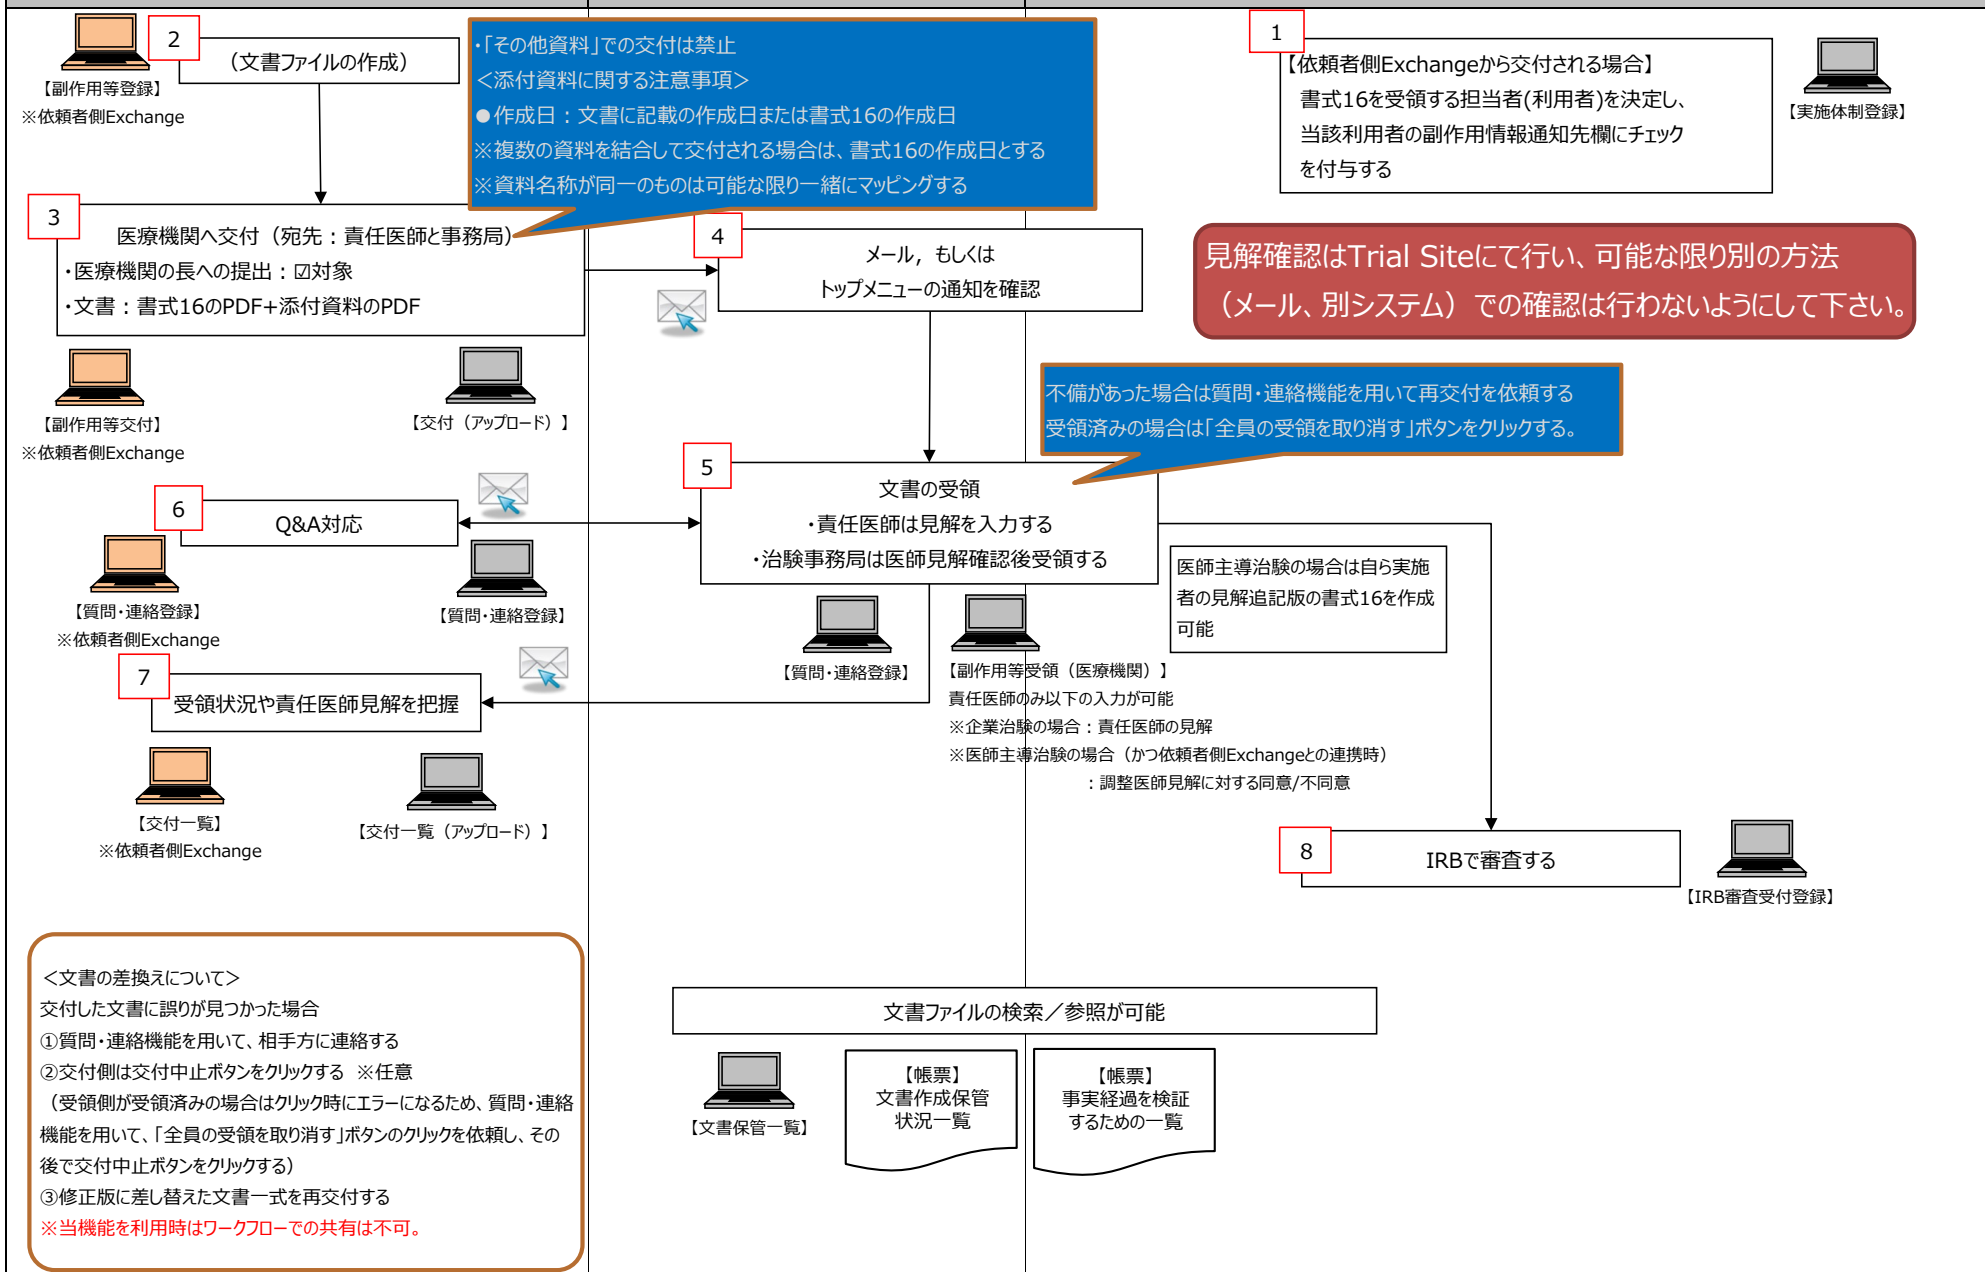 2
（文書ファイルの作成）
【副作用等登録】
※依頼者側Exchange
・「その他資料」での交付は禁止
＜添付資料に関する注意事項＞
●作成日：文書に記載の作成日または書式16の作成日
※複数の資料を結合して交付される場合は、書式16の作成日とする
※資料名称が同一のものは可能な限り一緒にマッピングする
1
【依頼者側Exchangeから交付される場合】
書式16を受領する担当者(利用者)を決定し、
当該利用者の副作用情報通知先欄にチェック
を付与する
【実施体制登録】
3
医療機関へ交付（宛先：責任医師と事務局）
・医療機関の長への提出：☑対象
・文書：書式16のPDF+添付資料のPDF
【副作用等交付】
※依頼者側Exchange
【交付（アップロード）】
4
メール，もしくは
トップメニューの通知を確認
見解確認はTrial Siteにて行い、可能な限り別の方法
（メール、別システム）での確認は行わないようにして下さい。
不備があった場合は質問・連絡機能を用いて再交付を依頼する
受領済みの場合は「全員の受領を取り消す」ボタンをクリックする。
5
文書の受領
・責任医師は見解を入力する
・治験事務局は医師見解確認後受領する
6
Q&A対応
【質問・連絡登録】
※依頼者側Exchange
【質問・連絡登録】
医師主導治験の場合は自ら実施
者の見解追記版の書式16を作成
可能
【質問・連絡登録】
【副作用等受領（医療機関）】
責任医師のみ以下の入力が可能
※企業治験の場合：責任医師の見解
※医師主導治験の場合（かつ依頼者側Exchangeとの連携時）
：調整医師見解に対する同意/不同意
7
受領状況や責任医師見解を把握
【交付一覧】
※依頼者側Exchange
【交付一覧（アップロード）】
8
IRBで審査する
【IRB審査受付登録】
＜文書の差換えについて＞
交付した文書に誤りが見つかった場合
①質問・連絡機能を用いて、相手方に連絡する
②交付側は交付中止ボタンをクリックする ※任意
（受領側が受領済みの場合はクリック時にエラーになるため、質問・連絡
機能を用いて、「全員の受領を取り消す」ボタンのクリックを依頼し、その
後で交付中止ボタンをクリックする）
③修正版に差し替えた文書一式を再交付する
※当機能を利用時はワークフローでの共有は不可。
文書ファイルの検索／参照が可能
【文書保管一覧】
【帳票】
文書作成保管
状況一覧
【帳票】
事実経過を検証
するための一覧